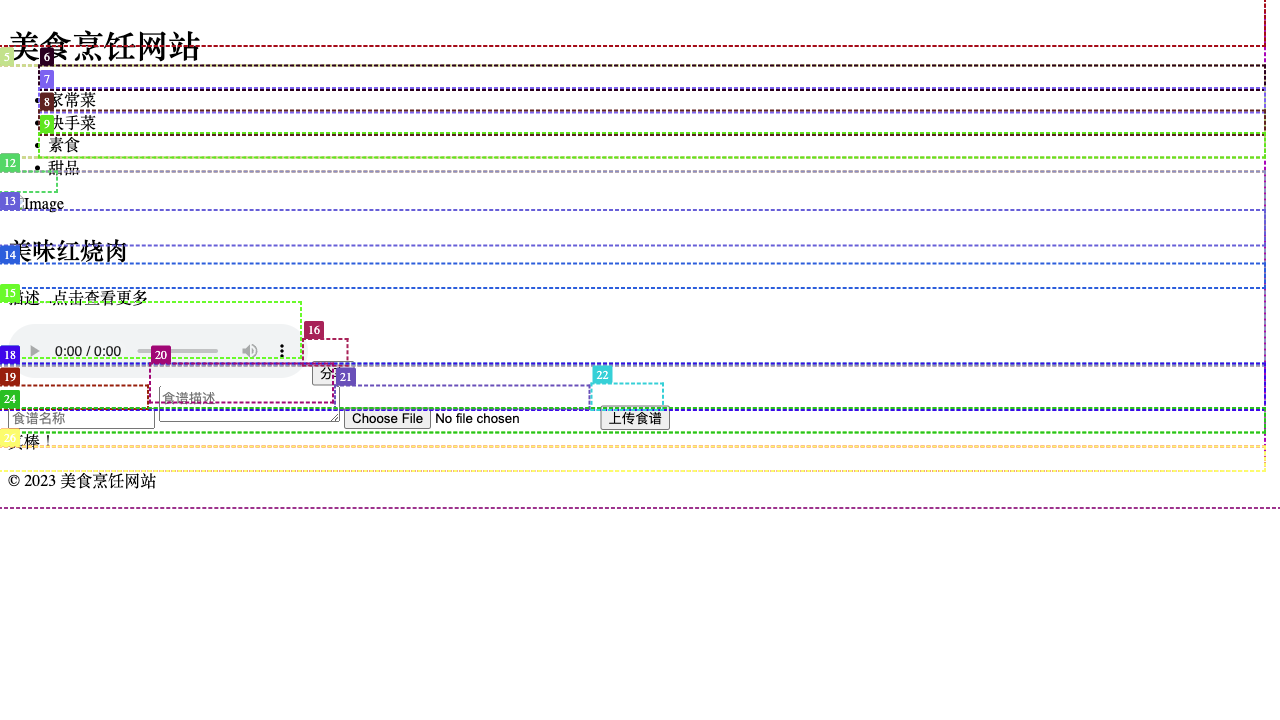 美食烹饪网站
5
6
7
8
家常菜
9
快手菜
素食
12
甜品
13
Image
14
美味红烧肉
15
描述
点击查看更多
16
18
0:00 / 0:00
20
19
21
22
食谱描述
24
食谱名称
Choose File No file chosen
上传食谱
26
真棒！
© 2023 美食烹饪网站